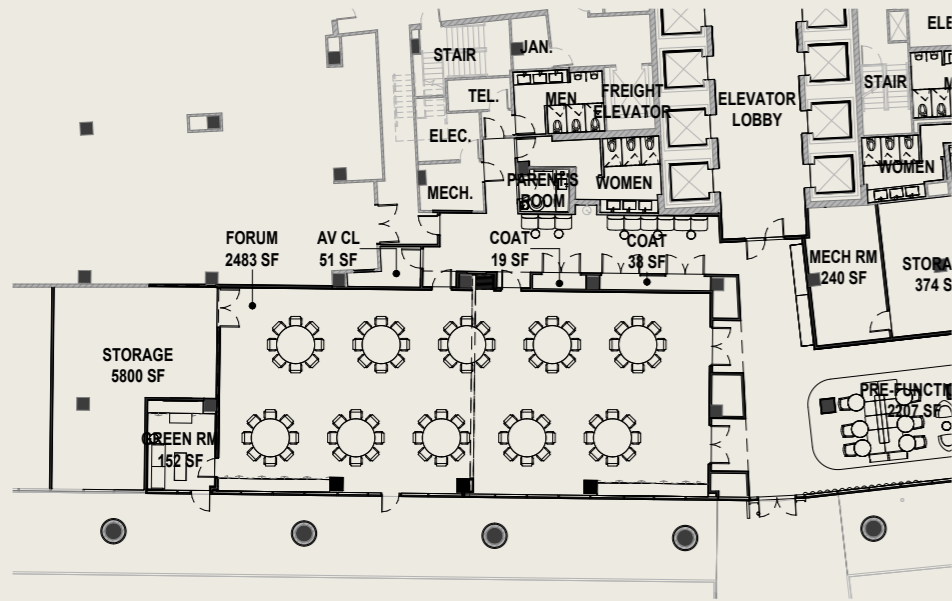 STAIR
JAN.
TEL.
MEN
FREIGHT
ELEVATOR
ELEVATOR
LOBBY
STAIR
ELE
ELEC.
MECH.
PARENT'S
ROOM
WOMEN
WOMEN
FORUM
2483 SF
AV CL
51 SF
COAT
19 SF
COAT
38 SF
MECH RM
240 SF
STORA
374 S
STORAGE
5800 SF
GREEN RM
152 SF
PRE-FUNCTI
2207 SF